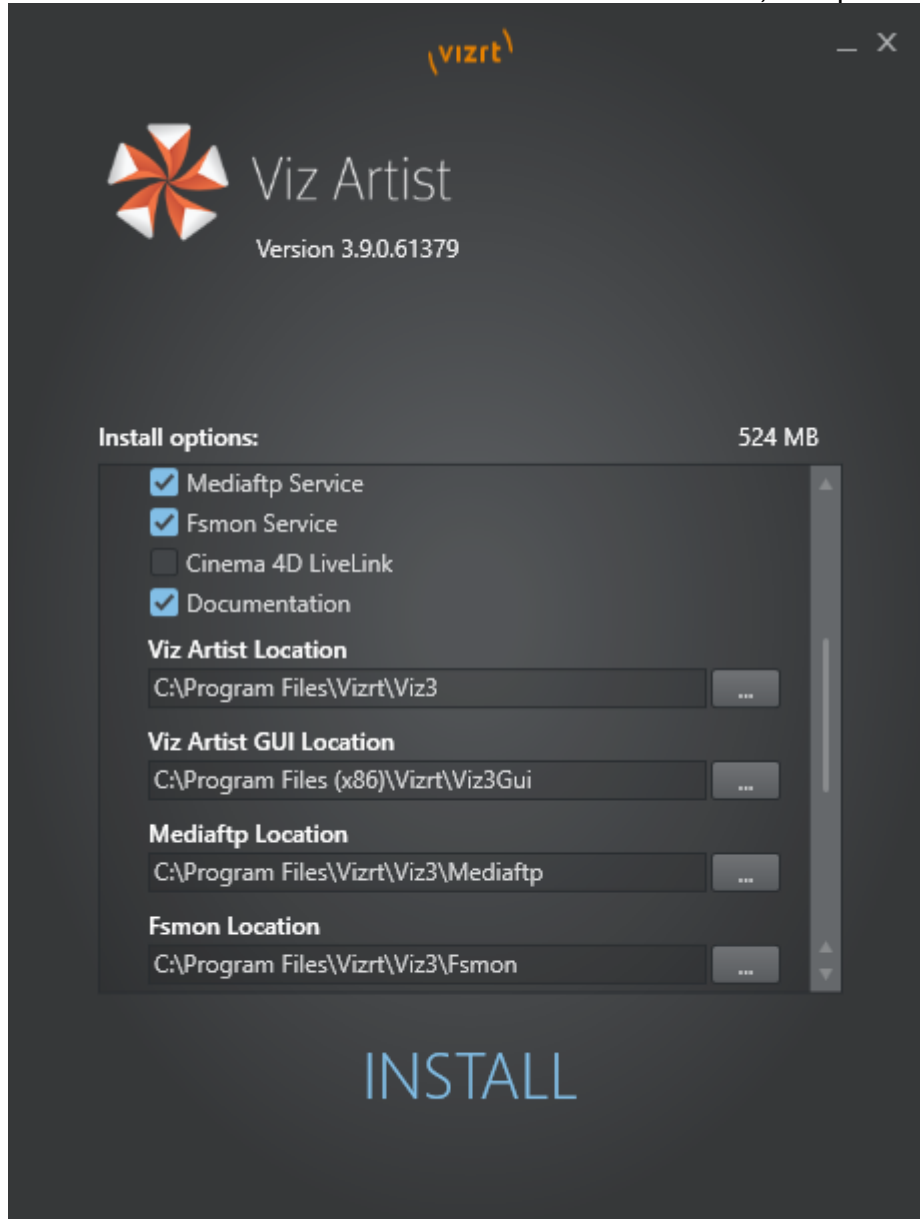 (vizrt)
Viz Artist
Version 3.9.0.61379
Install options:
524 MB
Mediaftp Service
Fsmon Service
Cinema 4D LiveLink
Documentation
Viz Artist Location
C:\Program Files\Vizrt\Viz3
...
Viz Artist GUI Location
C:\Program Files (x86)\Vizrt\Viz3Gui
...
Mediaftp Location
C:\Program Files\Vizrt\Viz3\Mediaftp
...
Fsmon Location
C:\Program Files\Vizrt\Viz3\Fsmon
...
INSTALL